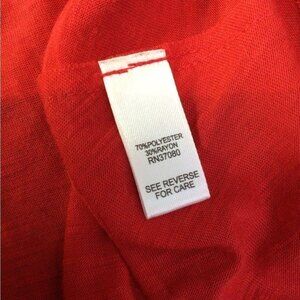 70%POLYESTER
30%RAYON
RN37080
SEE REVERSE
FOR CARE